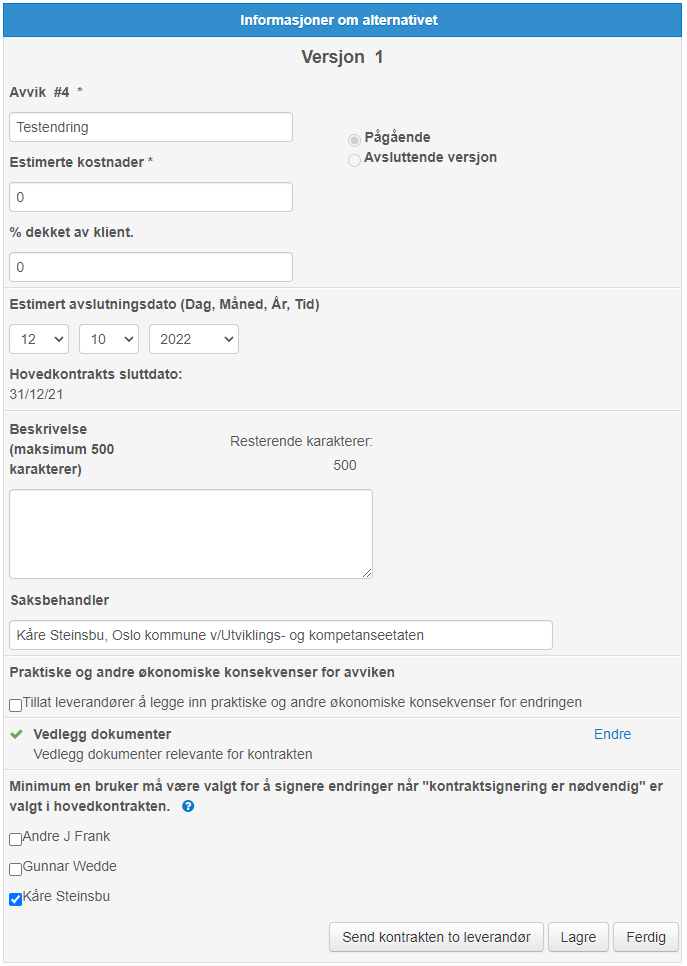 Informasjoner om alternativet
Versjon 1
Avvik #4 *
Testendring
Pågående
Avsluttende versjon
Estimerte kostnader *
0
% dekket av klient.
0
Estimert avslutningsdato (Dag, Måned, År, Tid)
12 10 2022
Hovedkontrakts sluttdato:
31/12/21
Beskrivelse
(maksimum 500
karakterer)
Resterende karakterer:
500
Saksbehandler
Kåre Steinsbu, Oslo kommune v/Utviklings- og kompetanseetaten
Praktiske og andre økonomiske konsekvenser for avviken
Tillat leverandører å legge inn praktiske og andre økonomiske konsekvenser for endringen
Vedlegg dokumenter Endre
Vedlegg dokumenter relevante for kontrakten
Minimum en bruker må være valgt for å signere endringer når "kontraktsignering er nødvendig" er
valgt i hovedkontrakten. ?
Andre J Frank
Gunnar Wedde
Kåre Steinsbu
Send kontrakten to leverandør Lagre Ferdig